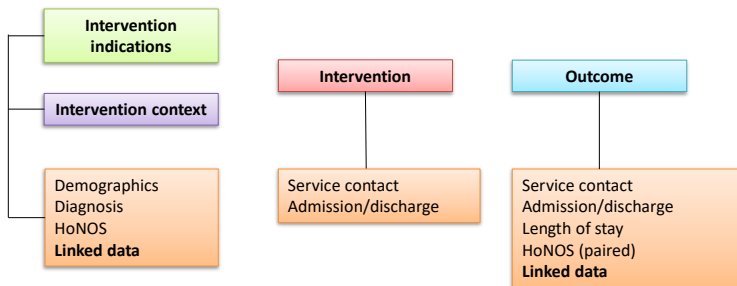 Intervention
indications
Intervention context
Demographics
Diagnosis
HoNOS
Linked data
Intervention
Service contact
Admission/discharge
Outcome
Service contact
Admission/discharge
Length of stay
HoNOS (paired)
Linked data